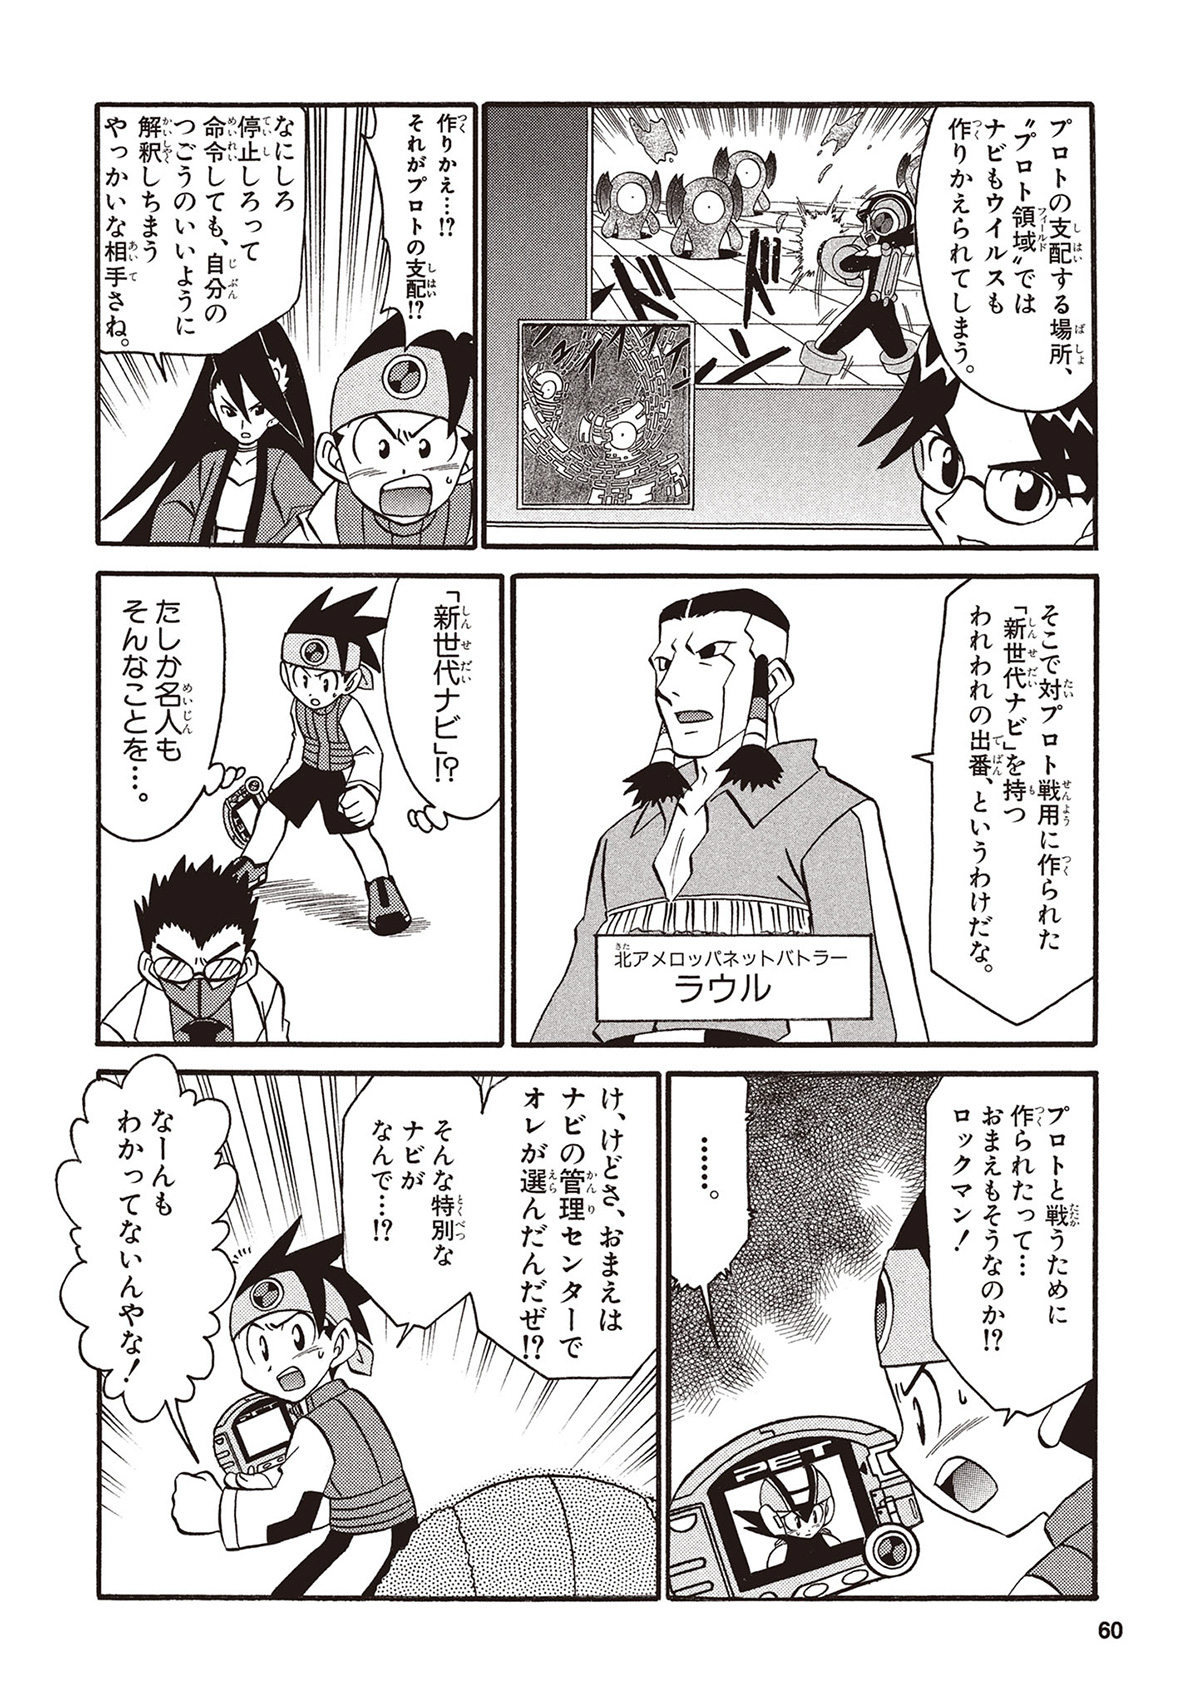 プロトの支配する場所、
〝プロト領域〟では
ナビもウイルスも
作りかえられてしまう。
作りかえ…!?
それがプロトの支配!?
なにしろ
停止しろって
命令しても、自分の
つごうのいいように
解釈しちまう
やっかいな相手さね。
そこで対プロト戦用に作られた
「新世代ナビ」を持つ
われわれの出番、というわけだな。
北アメロッパネットバトラー
ラウル
「新世代ナビ」!?
たしか名人も
そんなことを…。
プロトと戦うために
作られたって…
おまえもそうなのか!?
ロックマン！
……。
PET
け、けどさ、おまえは
ナビの管理センターで
オレが選んだんだぜ!?
そんな特別な
ナビが
なんで…!?
なーんも
わかってないんやな！
60